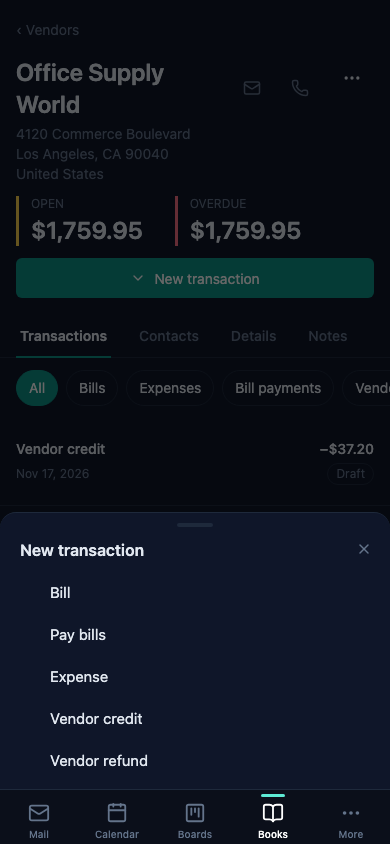 ‹ Vendors
Office Supply
World
4120 Commerce Boulevard
Los Angeles, CA 90040
United States
OPEN
$1,759.95
OVERDUE
$1,759.95
New transaction
Transactions Contacts Details Notes
All Bills Expenses Bill payments Vend
Vendor credit −$37.20
Nov 17, 2026 Draft
New transaction
Bill
Pay bills
Expense
Vendor credit
Vendor refund
Mail Calendar Boards Books More